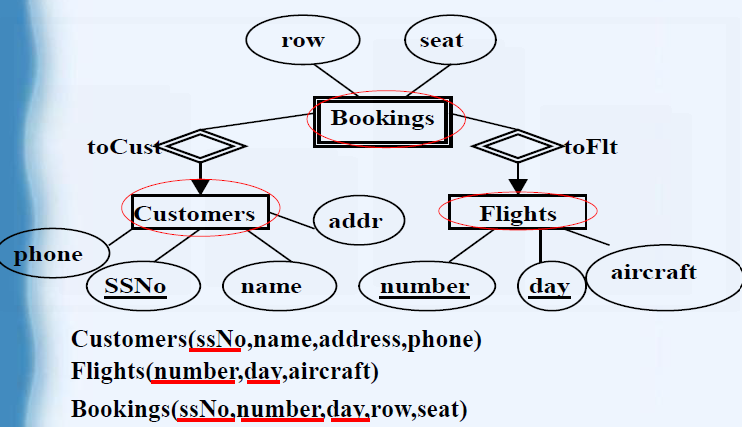 row seat
Bookings
toCust toFlt
Customers Flights
addr
phone
SSNo name number day aircraft
Customers(ssNo,name,address,phone)
Flights(number,day,aircraft)
Bookings(ssNo,number,day,row,seat)